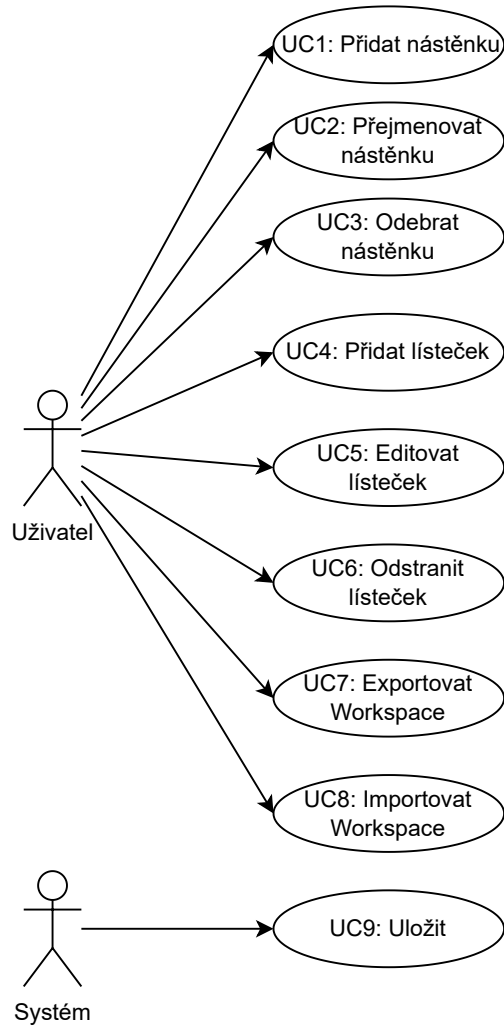 UC1: Přidat nástěnku
UC2: Přejmenovat
nástěnku
UC3: Odebrat
nástěnku
UC4: Přidat lísteček
UC5: Editovat
lísteček
Uživatel
UC6: Odstranit
lísteček
UC7: Exportovat
Workspace
UC8: Importovat
Workspace
UC9: Uložit
Systém